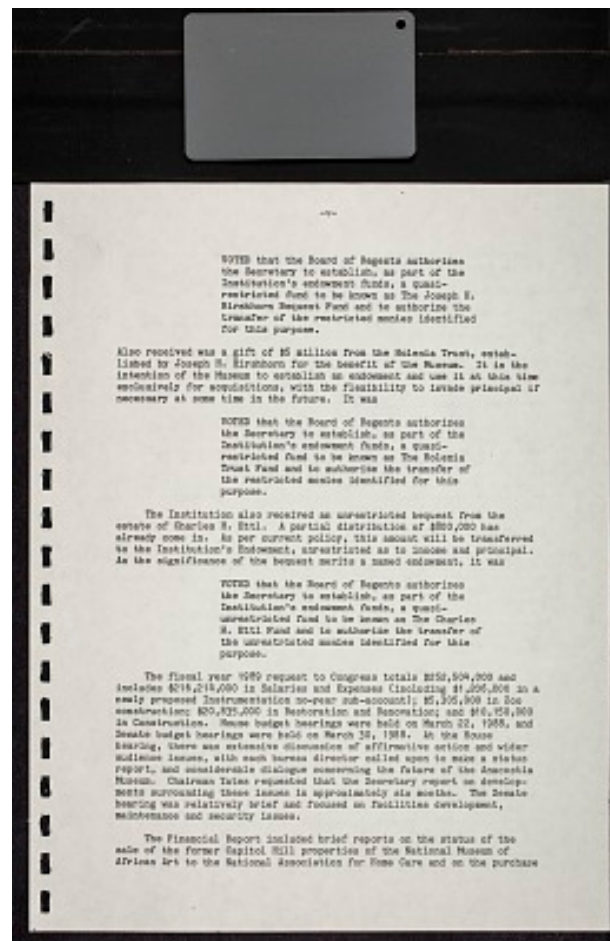 VOTED that the Board of Regents authorizes
the Secretary to establish, as part of the
Institution's endowment funds, a quasi-
restricted fund to be known as The Joseph H.
Hirshhorn Bequest Fund and to authorize the
transfer of the restricted monies identified
for this purpose.
Also received was a gift of $5 million from the Holenia Trust, estab-
lished by Joseph H. Hirshhorn for the benefit of the Museum. It is the
intention of the Museum to establish an endowment and use it at this time
exclusively for acquisitions, with the flexibility to invade principal if
necessary at some time in the future. It was
VOTED that the Board of Regents authorizes
the Secretary to establish, as part of the
Institution's endowment funds, a quasi-
restricted fund to be known as The Holenia
Trust Fund and to authorize the transfer of
the restricted monies identified for this
purpose.
The Institution also received an unrestricted bequest from the
estate of Charles H. Ettl. A partial distribution of $800,000 has
already come in. As per current policy, this amount will be transferred
to the Institution's Endowment, unrestricted as to income and principal.
As the significance of the bequest merits a named endowment, it was
VOTED that the Board of Regents authorizes
the Secretary to establish, as part of the
Institution's endowment funds, a quasi-
unrestricted fund to be known as The Charles
H. Ettl Fund and to authorize the transfer of
the unrestricted monies identified for this
purpose.
The fiscal year 1989 request to Congress totals and
includes in Salaries and Expenses (including in a
newly proposed Instrumentation no-year sub-account); in Zoo
construction; in Restoration and Renovation; and
in Construction. House budget hearings were held on March 22, 1988, and
Senate budget hearings were held on March 30, 1988. At the House
hearing, there was extensive discussion of affirmative action and wider
audience issues, with each bureau director called upon to make a status
report, and considerable dialogue concerning the future of the Anacostia
Museum. Chairman Yates requested that the Secretary report on develop-
ments surrounding these issues in approximately six months. The Senate
hearing was relatively brief and focused on facilities development,
maintenance and security issues.
The Financial Report included brief reports on the status of the
sale of the former Capitol Hill properties of the National Museum of
African Art to the National Association for Home Care and on the purchase